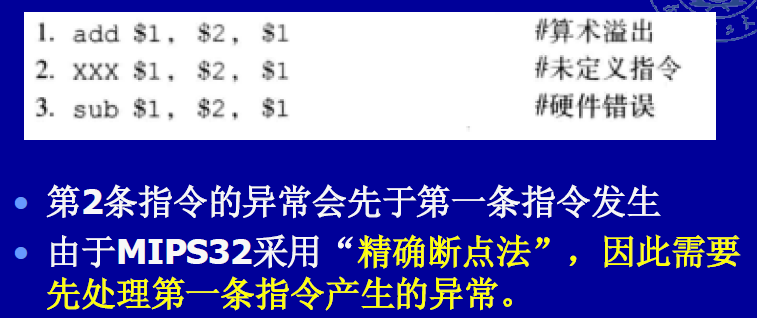 1. add $1, $2, $1 #算术溢出
2. XXX $1, $2, $1 #未定义指令
3. sub $1, $2, $1 #硬件错误
• 第2条指令的异常会先于第一条指令发生
• 由于MIPS32采用“精确断点法”，因此需要
先处理第一条指令产生的异常。